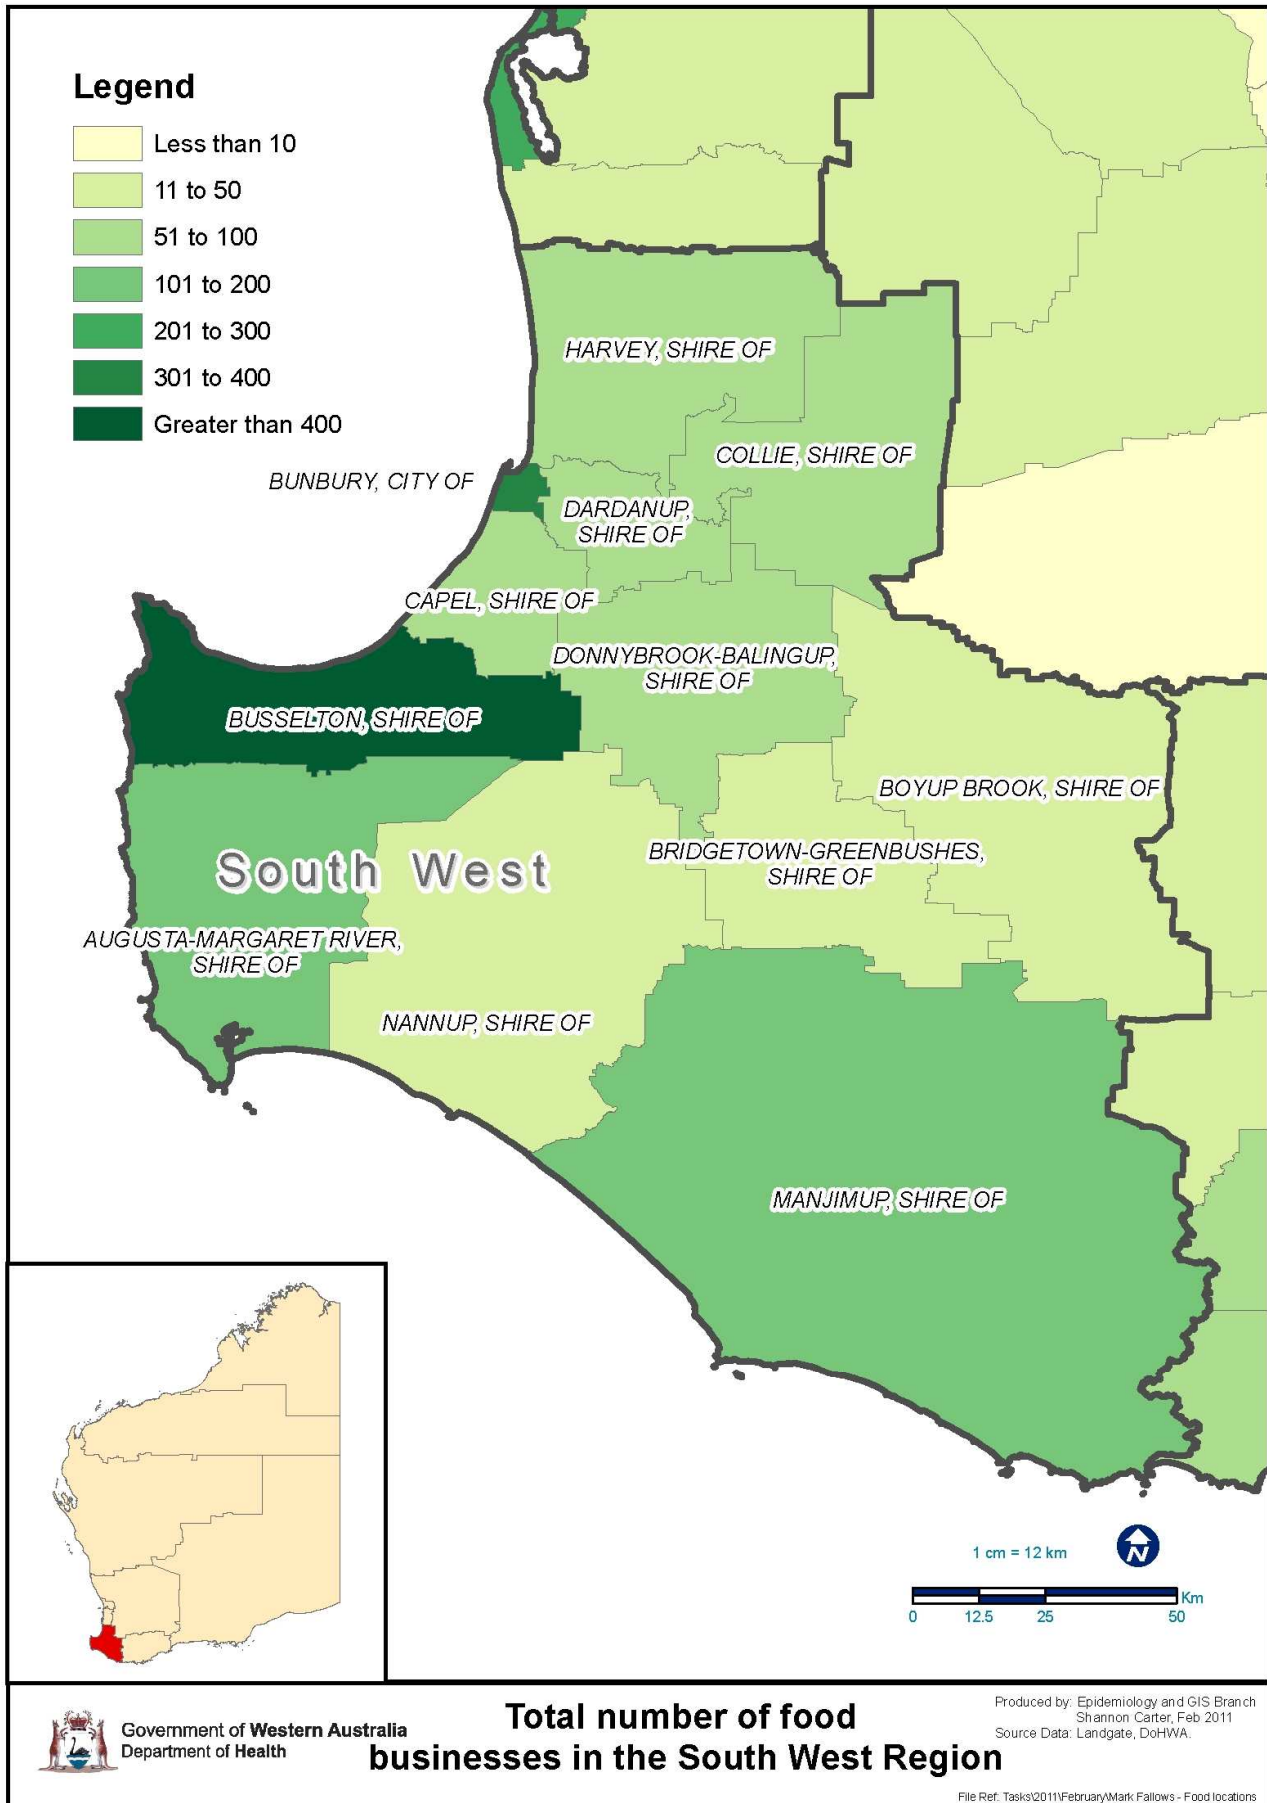 Legend
Less than 10
11 to 50
51 to 100
101 to 200
201 to 300
301 to 400
Greater than 400
HARVEY, SHIRE OF
COLLIE, SHIRE OF
BUNBURY, CITY OF
DARDANUP,
SHIRE OF
CAPEL, SHIRE OF
DONNYBROOK-BALINGUP,
SHIRE OF
BUSSELTON, SHIRE OF
BOYUP BROOK, SHIRE OF
BRIDGETOWN-GREENBUSHES,
SHIRE OF
South West
AUGUSTA-MARGARET RIVER,
SHIRE OF
NANNUP, SHIRE OF
MANJIMUP, SHIRE OF
1 cm = 12 km
N
Km
0 12.5 25 50
Government of Western Australia
Department of Health
Total number of food
businesses in the South West Region
Produced by: Epidemiology and GIS Branch
Shannon Carter, Feb 2011
Source Data: Landgate, DoHWA.
File Ref: Tasks\2011\February\Mark Fallows - Food locations